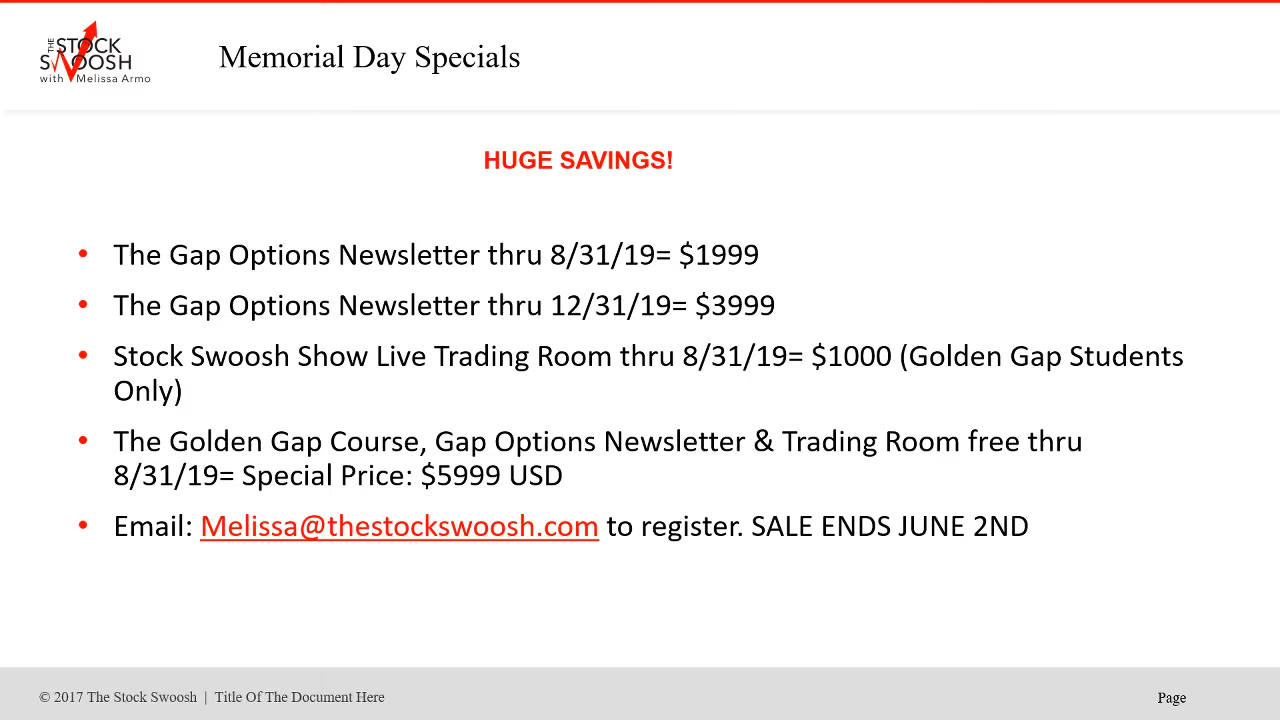 THE STOCK
SWOOSH
with Melissa Armo
Memorial Day Specials
HUGE SAVINGS!
• The Gap Options Newsletter thru 8/31/19= $1999
• The Gap Options Newsletter thru 12/31/19= $3999
• Stock Swoosh Show Live Trading Room thru 8/31/19= $1000 (Golden Gap Students
Only)
• The Golden Gap Course, Gap Options Newsletter & Trading Room free thru
8/31/19= Special Price: $5999 USD
• Email: Melissa@thestockswoosh.com to register. SALE ENDS JUNE 2ND
© 2017 The Stock Swoosh | Title Of The Document Here
Page